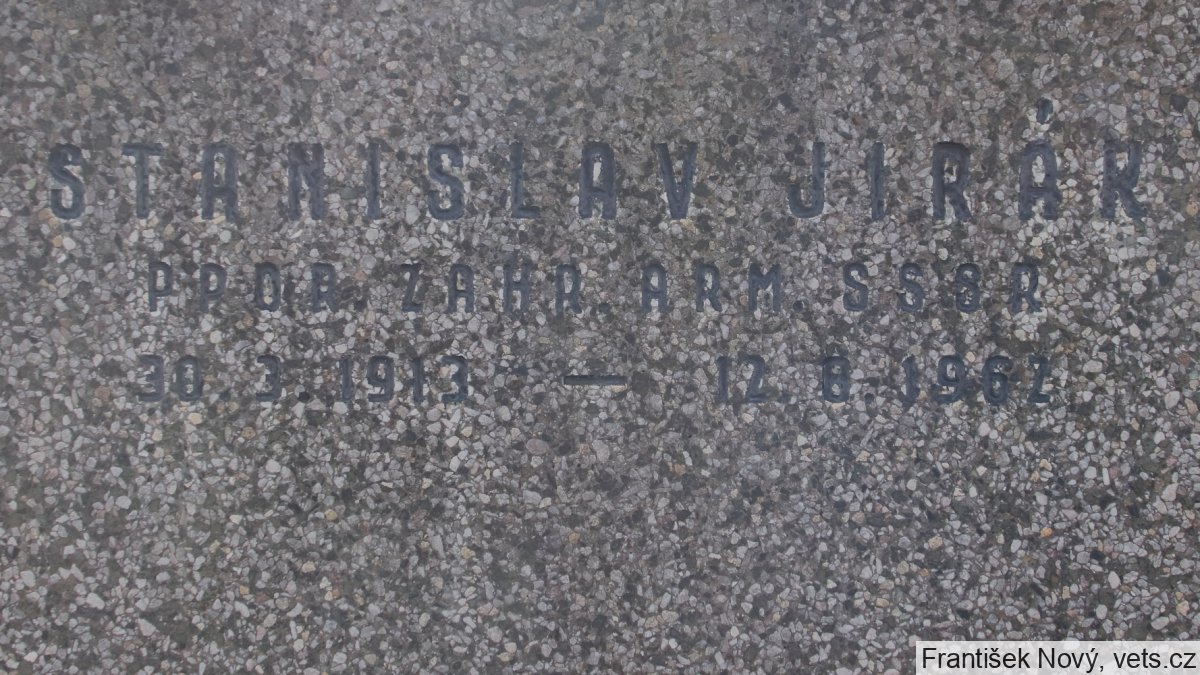 STANISLAV JIRÁK
PPOR. ZAHR. ARM. SSSR
30. 3. 1913 — 12. 8. 1962
František Nový, vets.cz